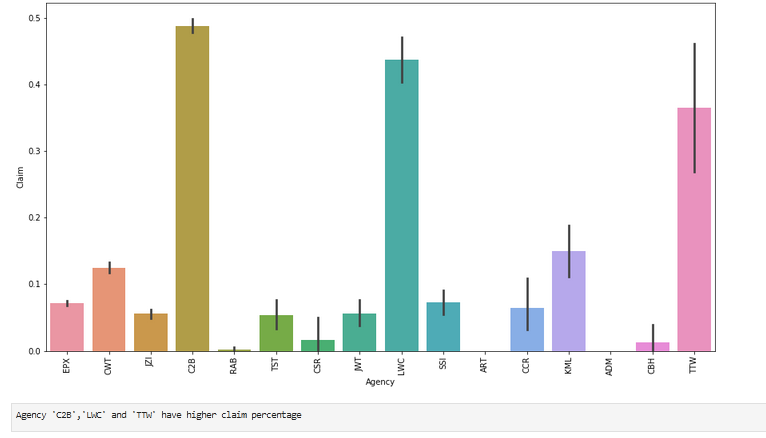 0.5
0.4
0.3
0.2
0.1
0.0
Claim
EPX CWT JZI C2B RAB TST CSR JWT LWC SSI ART CCR KML ADM CBH TTW
Agency
Agency 'C2B','LWC' and 'TTW' have higher claim percentage